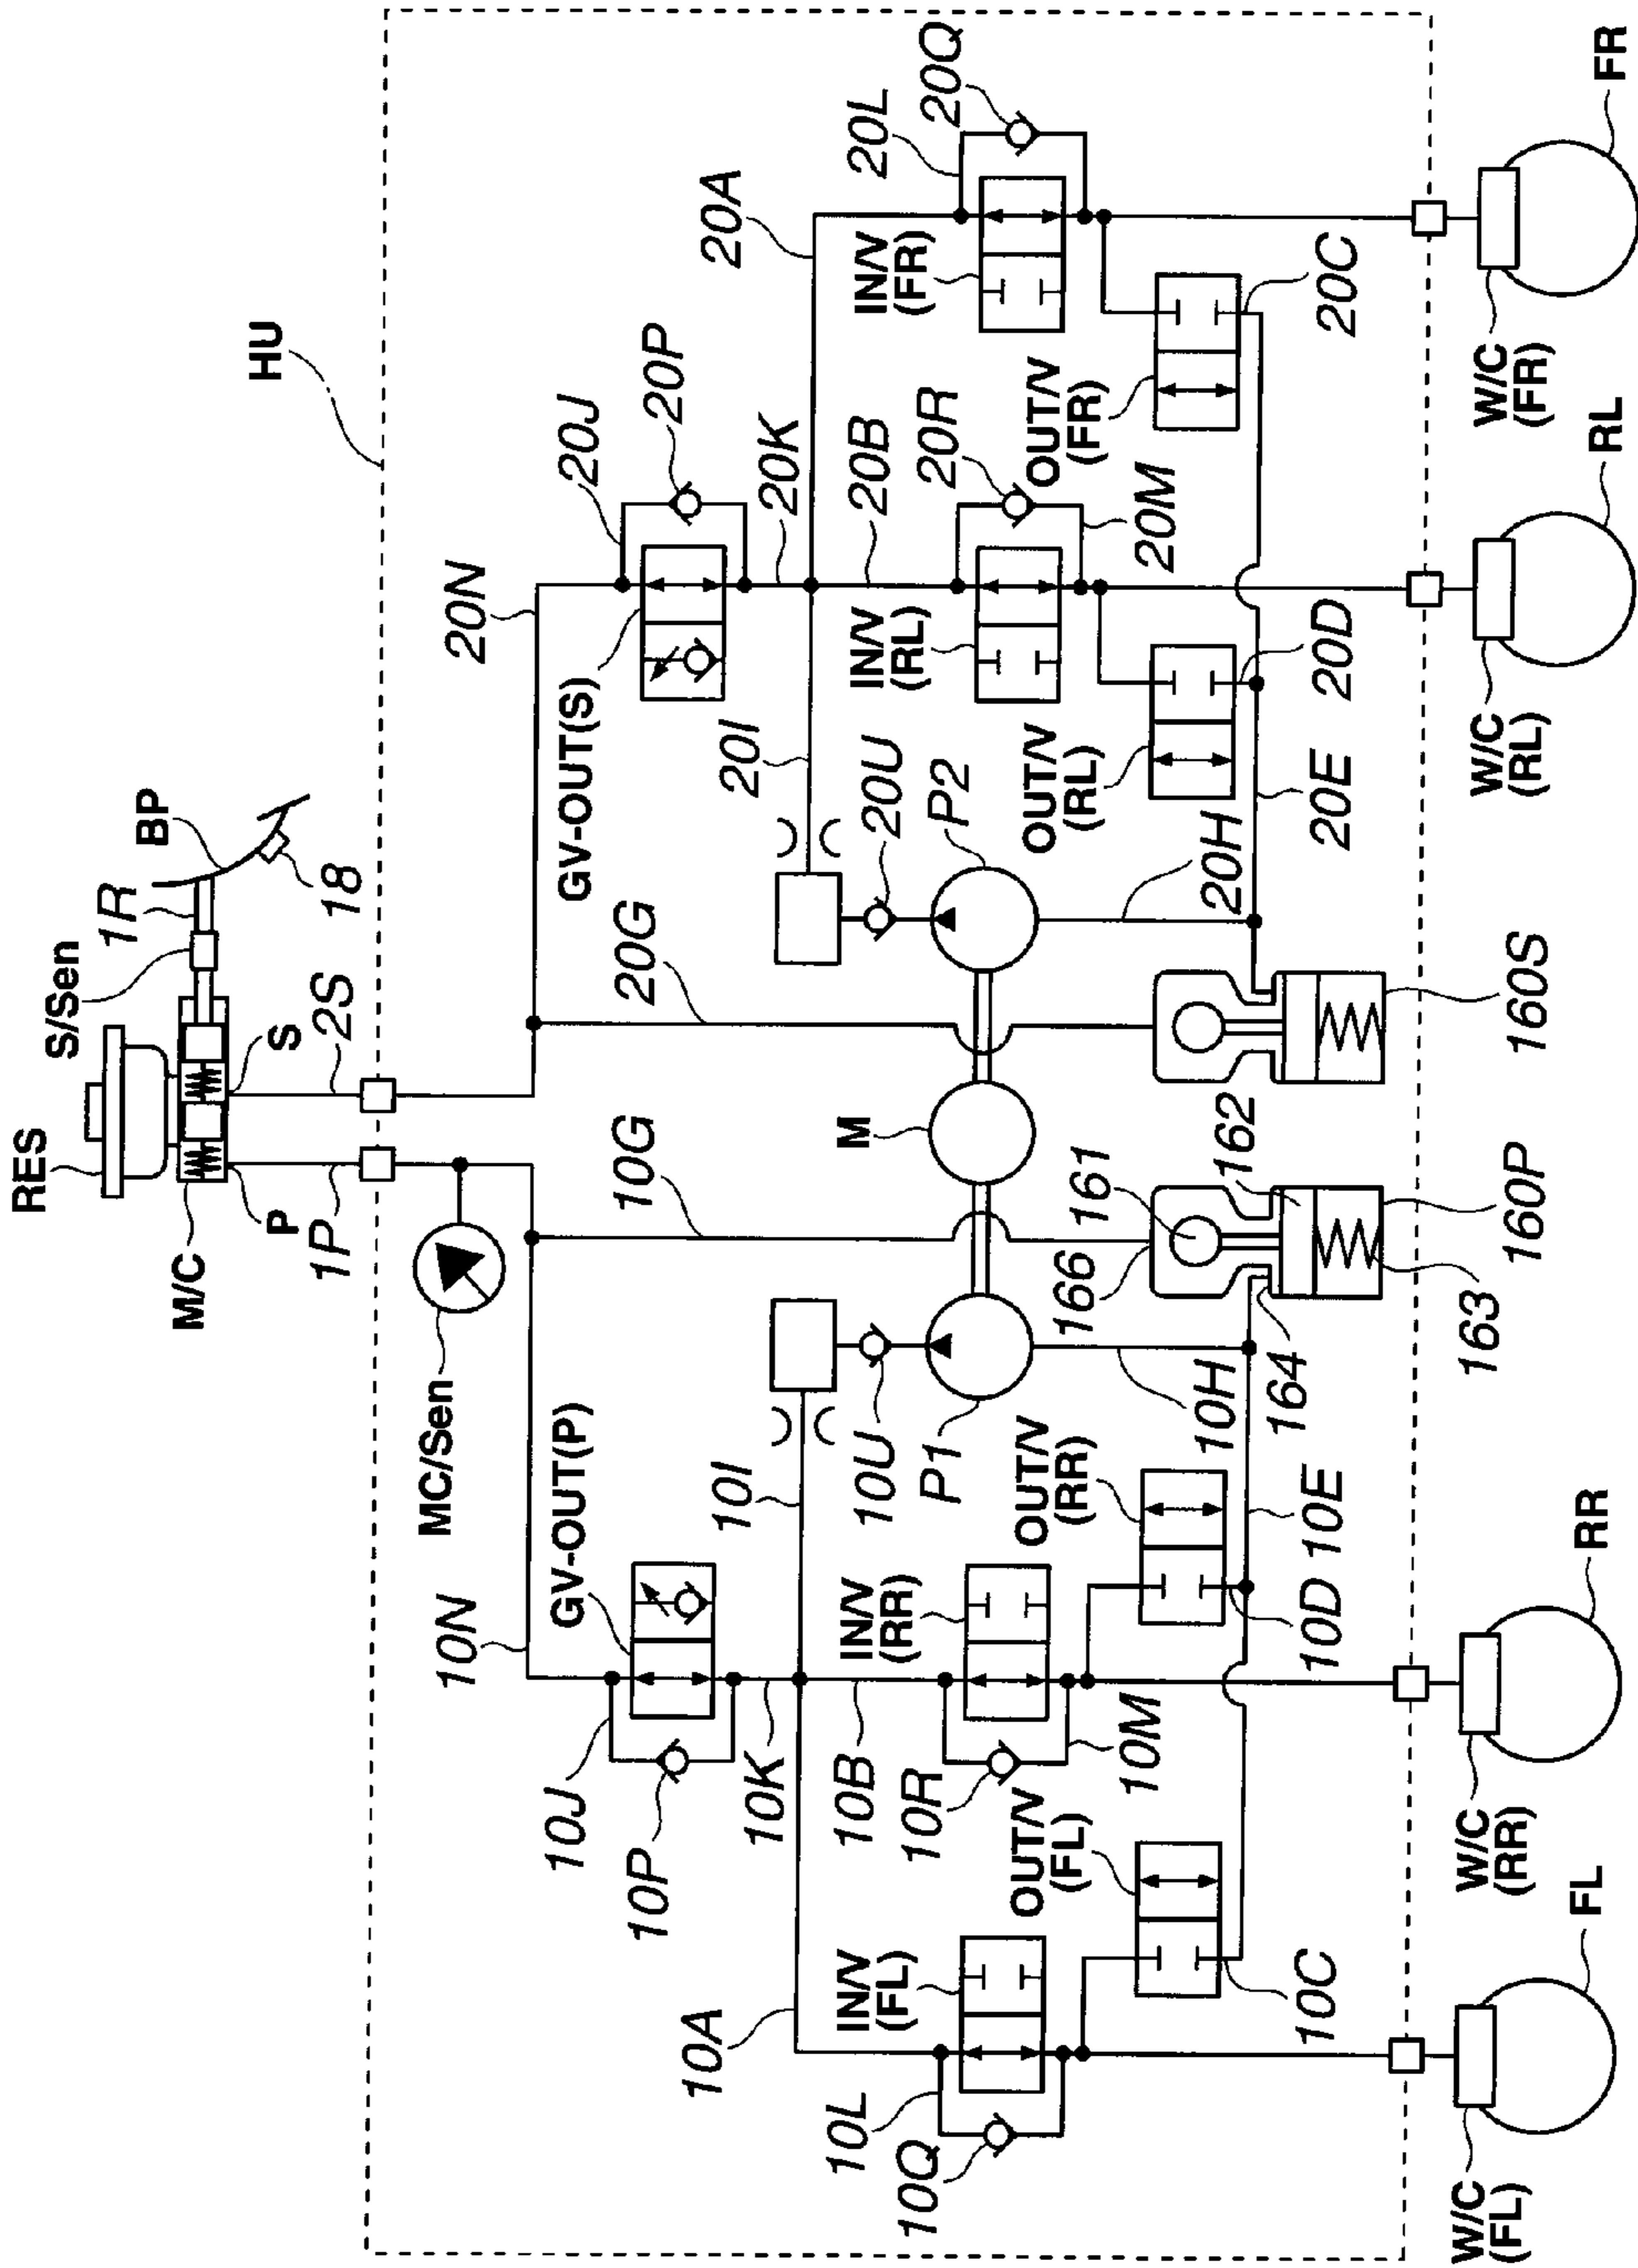 RES
S/Sen
1R
BP
18
M/C
P
S
1P
2S
HU
MC/Sen
10N
10G
20G
20N
GV-OUT(P)
GV-OUT(S)
10J
10P
10K
10I
20I
20J
20P
20K
10A
20A
10B
20B
10L
10Q
IN/V
(FL)
IN/V
(RR)
10R
10M
10U
P1
M
P2
20U
IN/V
(RL)
20R
20M
IN/V
(FR)
20L
20Q
OUT/V
(FL)
OUT/V
(RR)
OUT/V
(RL)
OUT/V
(FR)
10C
10D
10E
10H
164
166
161
162
163
160P
160S
20H
20E
20D
20C
W/C
(FL)
FL
W/C
(RR)
RR
W/C
(RL)
RL
W/C
(FR)
FR